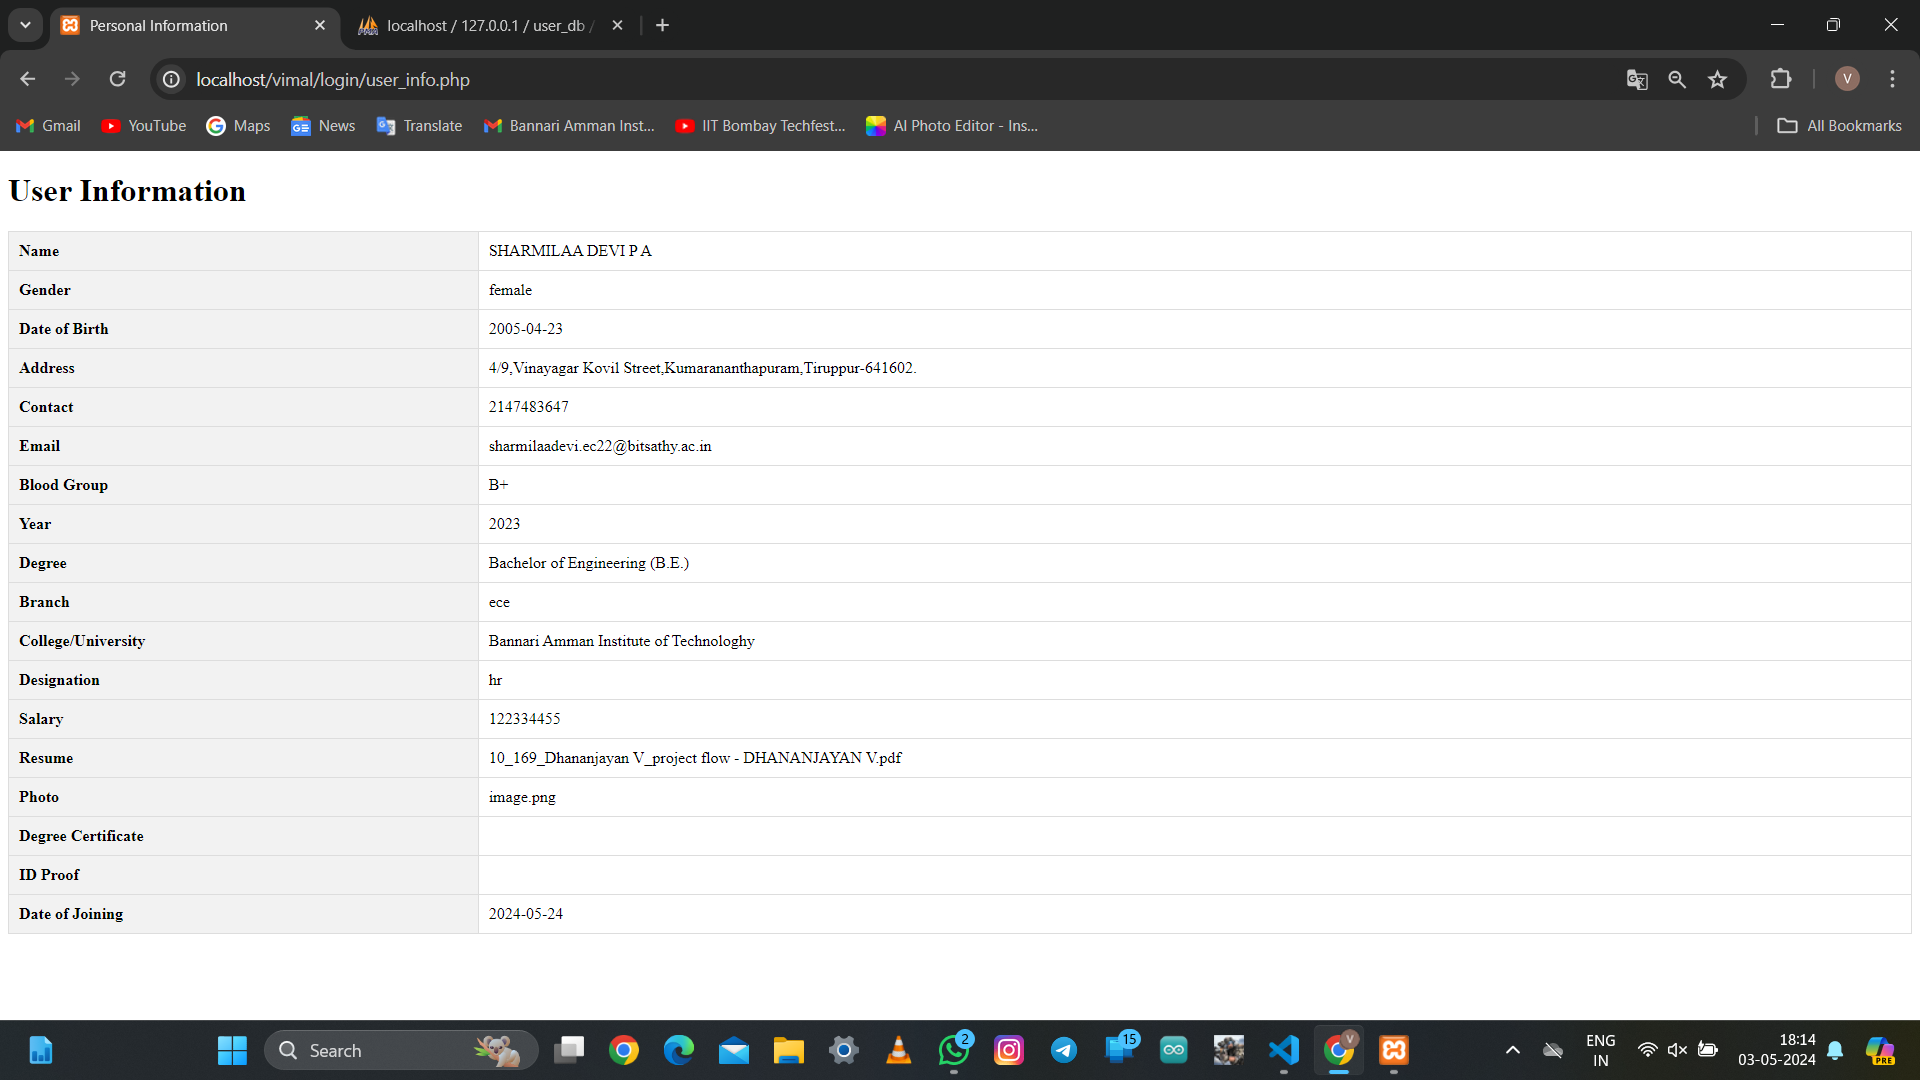 Personal Information
localhost / 127.0.0.1 / user_db /
localhost/vimal/login/user_info.php
V
Gmail YouTube Maps News Translate Bannari Amman Inst... IIT Bombay Techfest... AI Photo Editor - Ins... All Bookmarks
User Information
Name SHARMILAA DEVI P A
Gender female
Date of Birth 2005-04-23
Address 4/9,Vinayagar Kovil Street,Kumarananthapuram,Tiruppur-641602.
Contact 2147483647
Email sharmilaadevi.ec22@bitsathy.ac.in
Blood Group B+
Year 2023
Degree Bachelor of Engineering (B.E.)
Branch ece
College/University Bannari Amman Institute of Technologhy
Designation hr
Salary 122334455
Resume 10_169_Dhananjayan V_project flow - DHANANJAYAN V.pdf
Photo image.png
Degree Certificate
ID Proof
Date of Joining 2024-05-24
Search
2
15
V
ENG
IN
18:14
03-05-2024
PRE